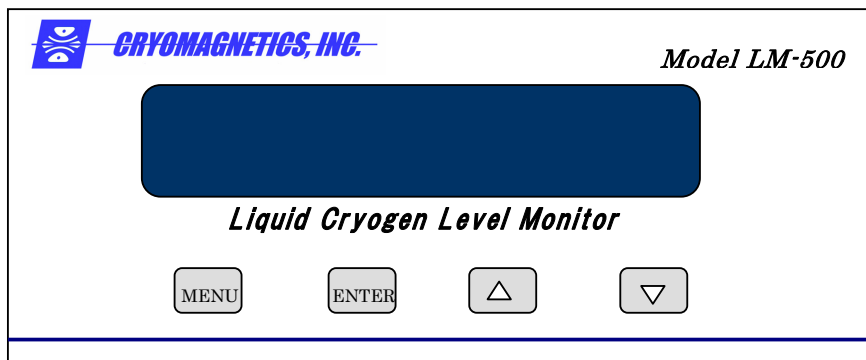 CRYOMAGNETICS, INC.
Model LM-500
Liquid Cryogen Level Monitor
MENU ENTER